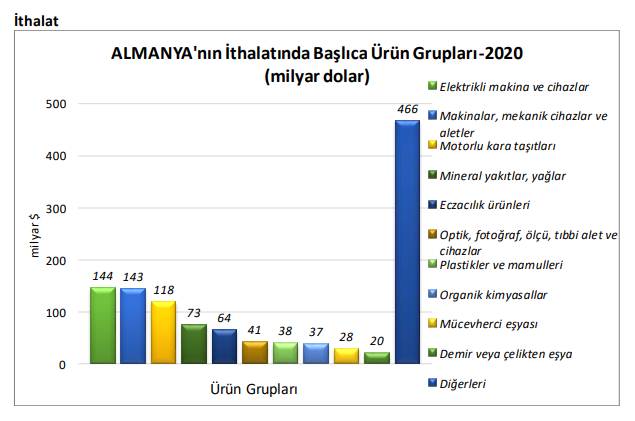 İthalat
ALMANYA'nın İthalatında Başlıca Ürün Grupları-2020
(milyar dolar)
milyar $
500
400
300
200
100
0
144
143
118
73
64
41
38
37
28
20
466
Ürün Grupları
Elektrikli makina ve cihazlar
Makinalar, mekanik cihazlar ve
aletler
Motorlu kara taşıtları
Mineral yakıtlar, yağlar
Eczacılık ürünleri
Optik, fotoğraf, ölçü, tıbbi alet ve
cihazlar
Plastikler ve mamulleri
Organik kimyasallar
Mücevherci eşyası
Demir veya çelikten eşya
Diğerleri